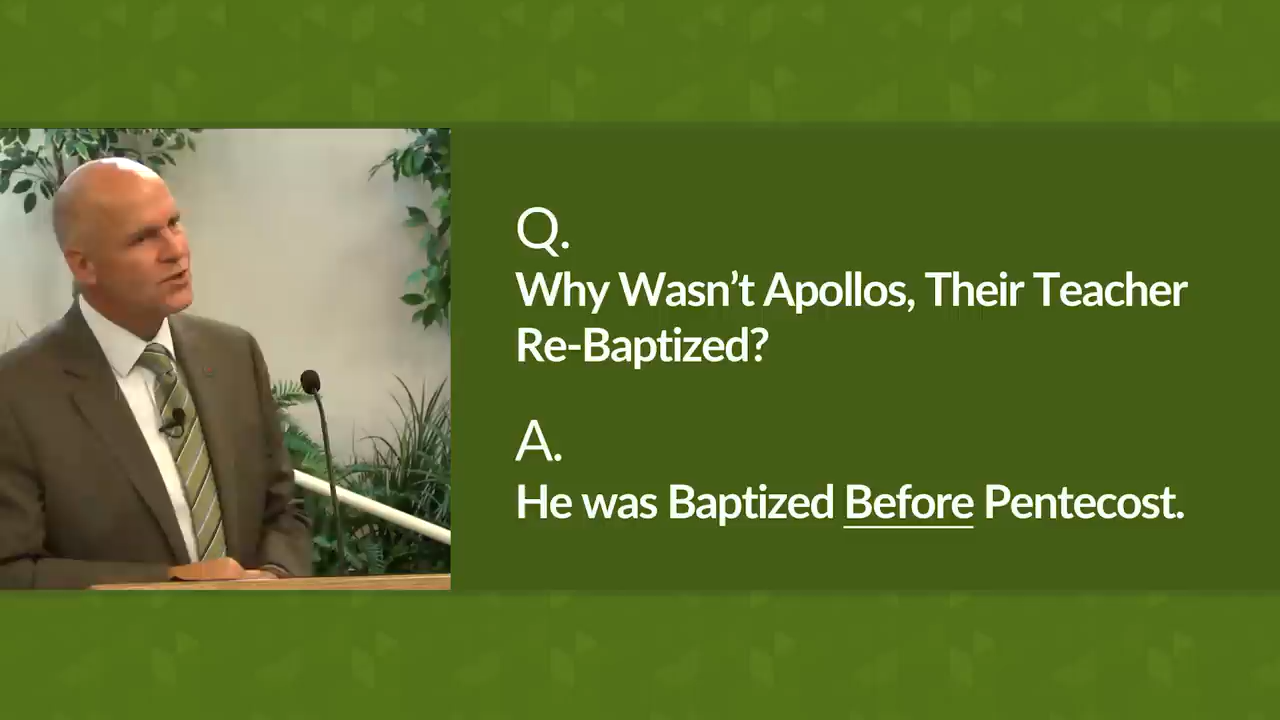 Q.
Why Wasn’t Apollos, Their Teacher
Re-Baptized?
A.
He was Baptized Before Pentecost.